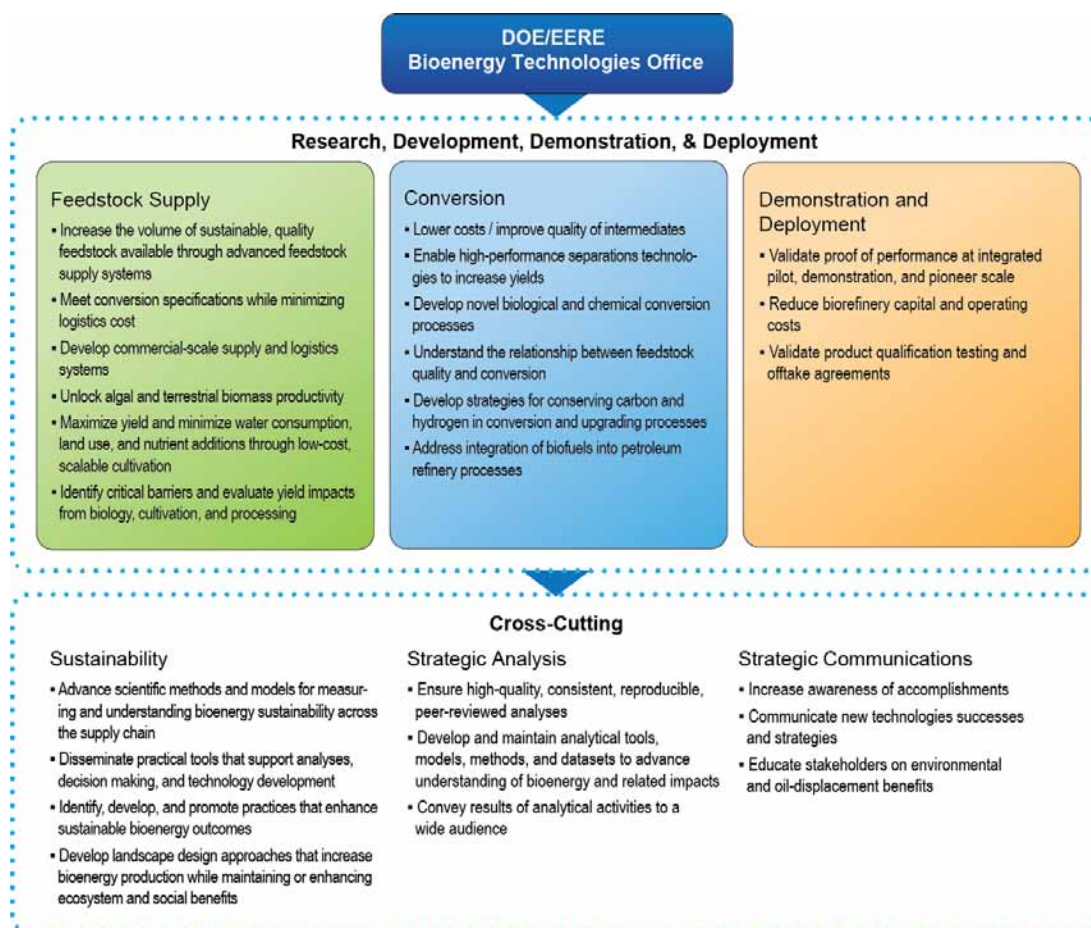 DOE/EERE
Bioenergy Technologies Office
Research, Development, Demonstration, & Deployment
Feedstock Supply
▪ Increase the volume of sustainable, quality
feedstock available through advanced feedstock
supply systems
▪ Meet conversion specifications while minimizing
logistics cost
▪ Develop commercial-scale supply and logistics
systems
▪ Unlock algal and terrestrial biomass productivity
▪ Maximize yield and minimize water consumption,
land use, and nutrient additions through low-cost,
scalable cultivation
▪ Identify critical barriers and evaluate yield impacts
from biology, cultivation, and processing
Conversion
▪ Lower costs / improve quality of intermediates
▪ Enable high-performance separations technolo-
gies to increase yields
▪ Develop novel biological and chemical conversion
processes
▪ Understand the relationship between feedstock
quality and conversion
▪ Develop strategies for conserving carbon and
hydrogen in conversion and upgrading processes
▪ Address integration of biofuels into petroleum
refinery processes
Demonstration and
Deployment
▪ Validate proof of performance at integrated
pilot, demonstration, and pioneer scale
▪ Reduce biorefinery capital and operating
costs
▪ Validate product qualification testing and
offtake agreements
Cross-Cutting
Sustainability
▪ Advance scientific methods and models for measur-
ing and understanding bioenergy sustainability across
the supply chain
▪ Disseminate practical tools that support analyses,
decision making, and technology development
▪ Identify, develop, and promote practices that enhance
sustainable bioenergy outcomes
▪ Develop landscape design approaches that increase
bioenergy production while maintaining or enhancing
ecosystem and social benefits
Strategic Analysis
▪ Ensure high-quality, consistent, reproducible,
peer-reviewed analyses
▪ Develop and maintain analytical tools,
models, methods, and datasets to advance
understanding of bioenergy and related impacts
▪ Convey results of analytical activities to a
wide audience
Strategic Communications
▪ Increase awareness of accomplishments
▪ Communicate new technologies successes
and strategies
▪ Educate stakeholders on environmental
and oil-displacement benefits